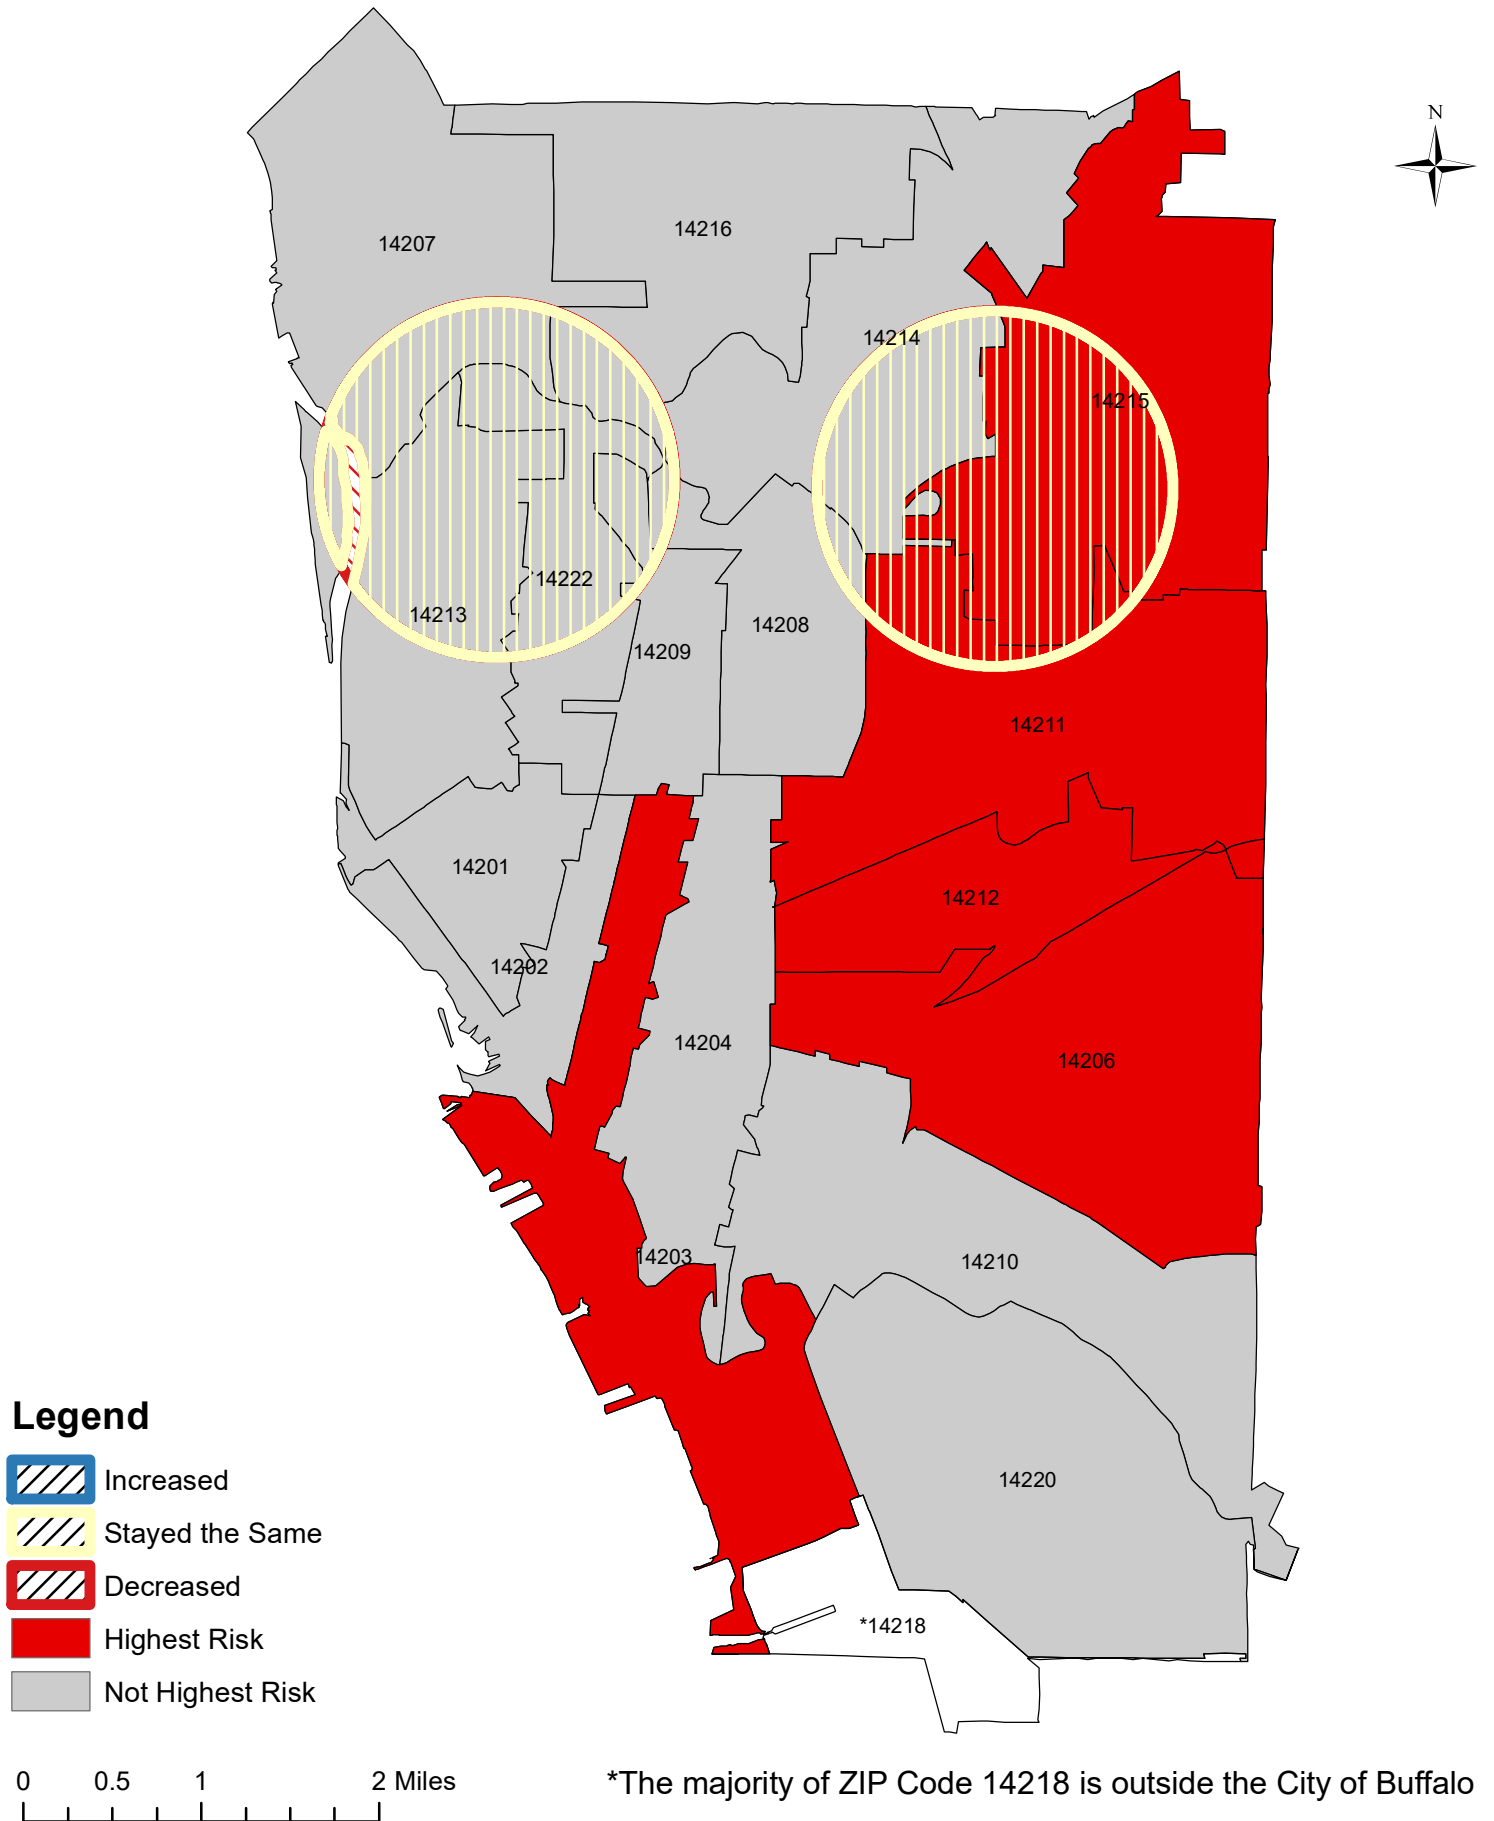 N
14207
14216
14214
14215
14222
14213
14208
14209
14211
14201
14212
14202
14204
14206
14203
14210
14220
*14218
Legend
Increased
Stayed the Same
Decreased
Highest Risk
Not Highest Risk
0 0.5 1 2 Miles
*The majority of ZIP Code 14218 is outside the City of Buffalo